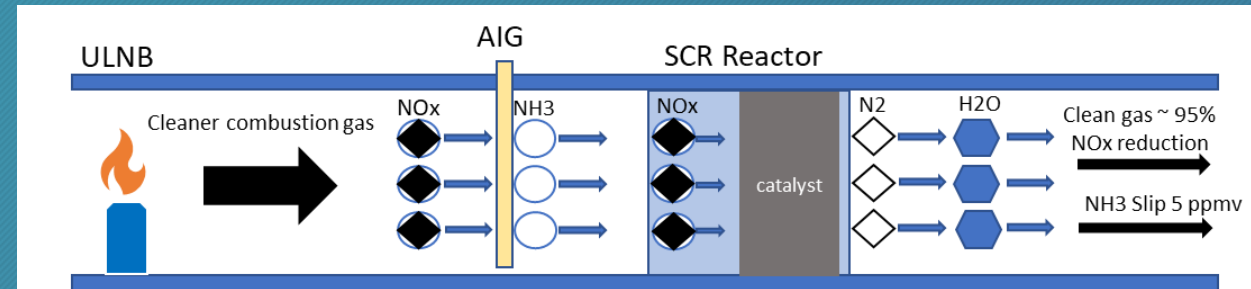 ULNB
AIG
SCR Reactor
Cleaner combustion gas
NOx
NH3
NOx
catalyst
N2
H2O
Clean gas ~ 95%
NOx reduction
NH3 Slip 5 ppmv